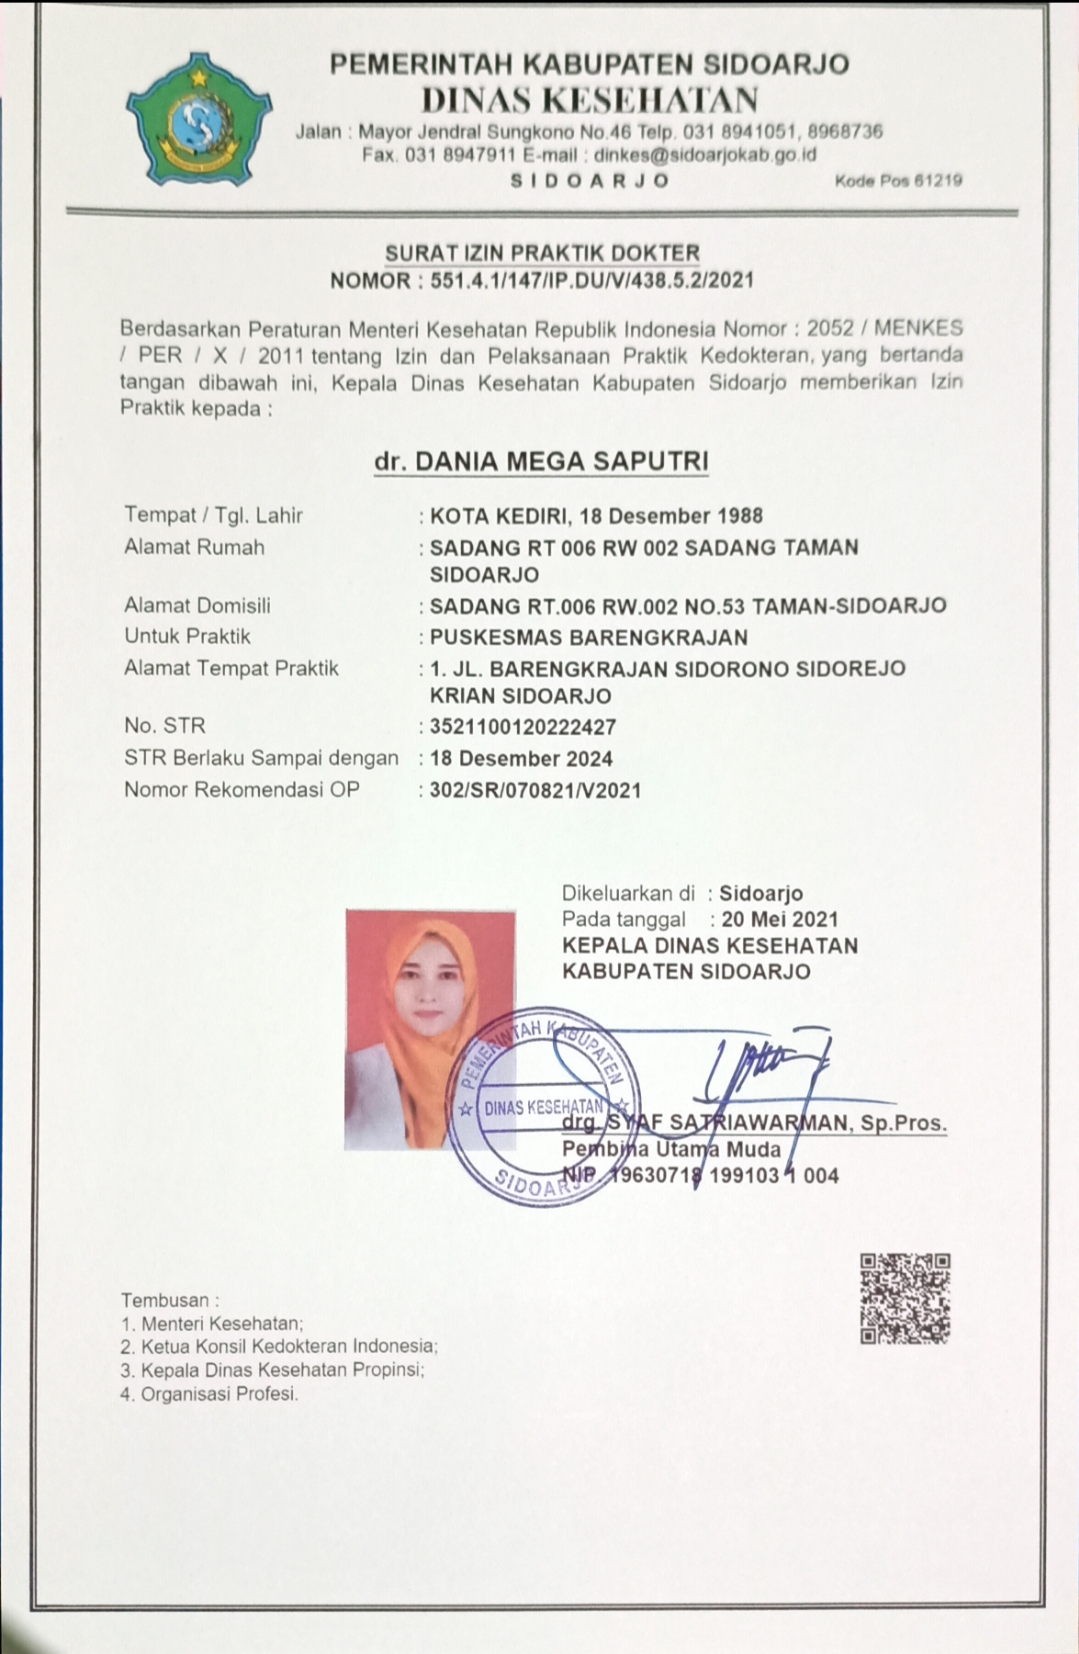 PEMERINTAH KABUPATEN SIDOARJO
DINAS KESEHATAN
Jalan : Mayor Jendral Sungkono No.46 Telp. 031 8941051, 8968736
Fax. 031 8947911 E-mail : dinkes@sidoarjokab.go.id
S I D O A R J O
Kode Pos 61219
SURAT IZIN PRAKTIK DOKTER
NOMOR : 551.4.1/147/IP.DU/V/438.5.2/2021
Berdasarkan Peraturan Menteri Kesehatan Republik Indonesia Nomor : 2052 / MENKES
/ PER / X / 2011 tentang Izin dan Pelaksanaan Praktik Kedokteran, yang bertanda
tangan dibawah ini, Kepala Dinas Kesehatan Kabupaten Sidoarjo memberikan Izin
Praktik kepada :
dr. DANIA MEGA SAPUTRI
Tempat / Tgl. Lahir : KOTA KEDIRI, 18 Desember 1988
Alamat Rumah : SADANG RT 006 RW 002 SADANG TAMAN
SIDOARJO
Alamat Domisili : SADANG RT.006 RW.002 NO.53 TAMAN-SIDOARJO
Untuk Praktik : PUSKESMAS BARENGKRAJAN
Alamat Tempat Praktik : 1. JL. BARENGKRAJAN SIDORONO SIDOREJO
KRIAN SIDOARJO
No. STR : 3521100120222427
STR Berlaku Sampai dengan : 18 Desember 2024
Nomor Rekomendasi OP : 302/SR/070821/V2021
Dikeluarkan di : Sidoarjo
Pada tanggal : 20 Mei 2021
KEPALA DINAS KESEHATAN
KABUPATEN SIDOARJO
PEMERINTAH KABUPATEN
DINAS KESEHATAN
SIDOARJO
drg. SYAF SATRIAWARMAN, Sp.Pros.
Pembina Utama Muda
NIP. 19630718 199103 1 004
Tembusan :
1. Menteri Kesehatan;
2. Ketua Konsil Kedokteran Indonesia;
3. Kepala Dinas Kesehatan Propinsi;
4. Organisasi Profesi.